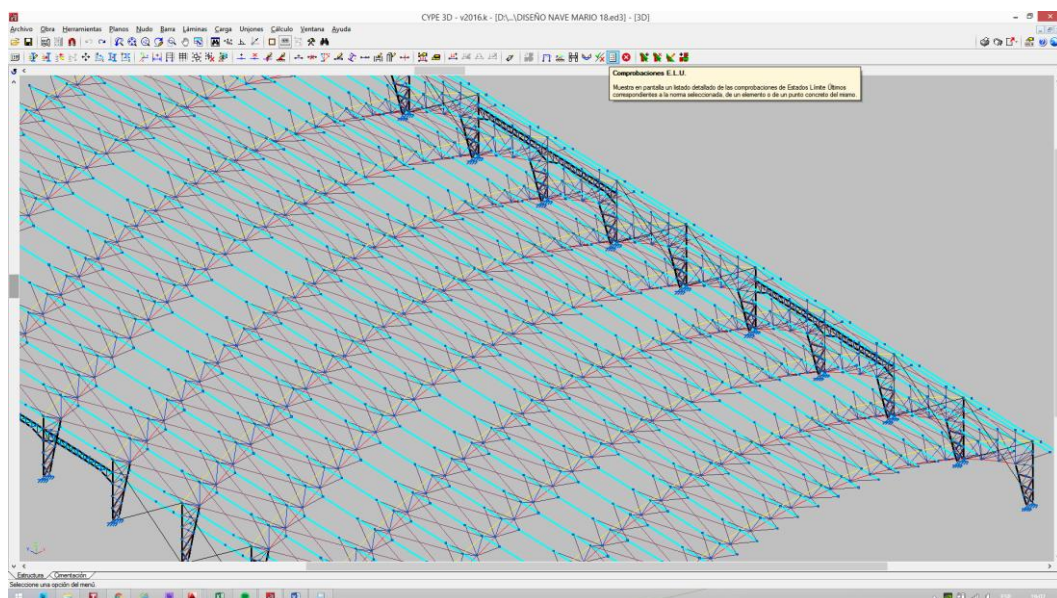 CYPE 3D - v2016.k - [D:\...\DISEÑO NAVE MARIO 18.ed3] - [3D]
Archivo Obra Herramientas Planos Nudo Barra Láminas Carga Uniones Cálculo Ventana Ayuda
Comprobaciones E.L.U.
Muestra en pantalla un listado detallado de las comprobaciones de Estados Límite Últimos
correspondientes a la norma seleccionada, de un elemento o de un punto concreto del mismo.
Estructura Cimentación
Seleccione una opción del menú